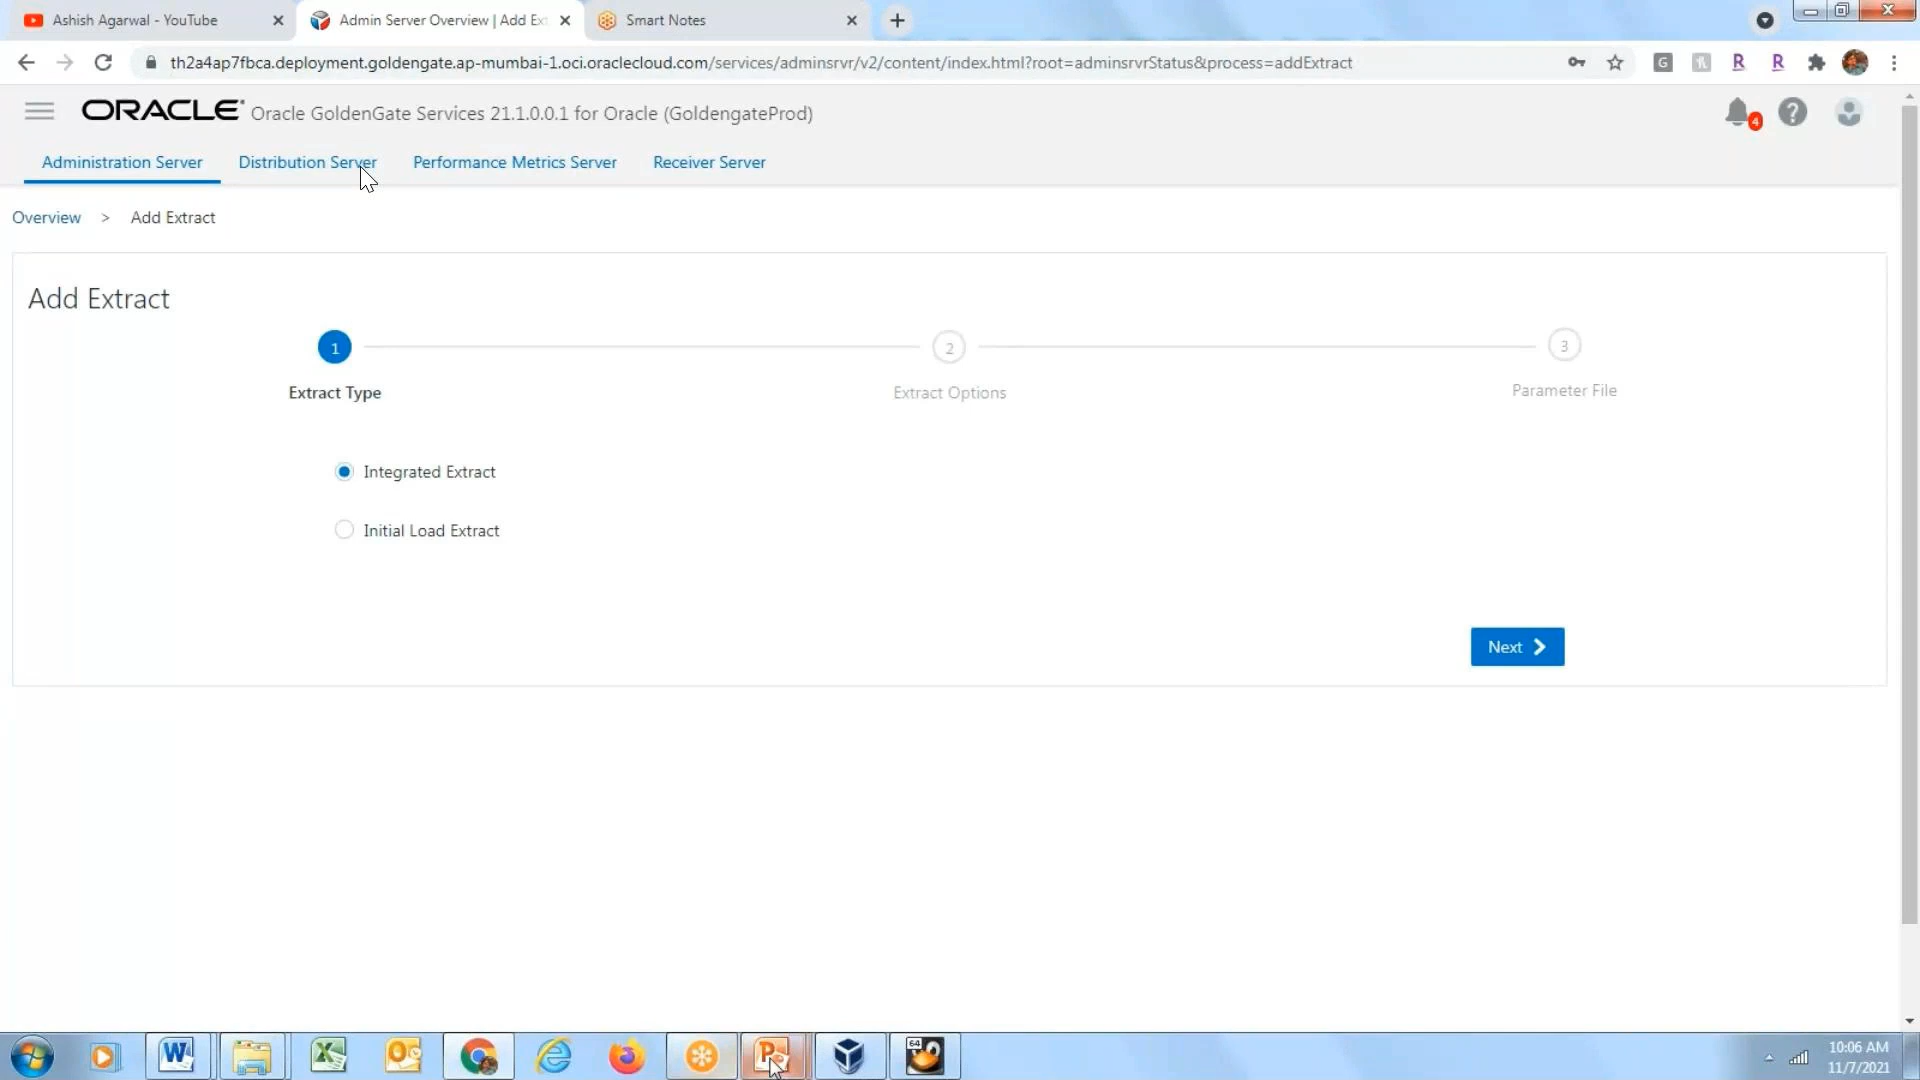 Ashish Agarwal - YouTube
Admin Server Overview | Add Ex
Smart Notes
th2a4ap7fbca.deployment.goldengate.ap-mumbai-1.oci.oraclecloud.com/services/adminsrvr/v2/content/index.html?root=adminsrvrStatus&process=addExtract
ORACLE Oracle GoldenGate Services 21.1.0.0.1 for Oracle (GoldengateProd)
4
Administration Server Distribution Server Performance Metrics Server Receiver Server
Overview > Add Extract
Add Extract
1 2 3
Extract Type Extract Options Parameter File
Integrated Extract
Initial Load Extract
Next
64
10:06 AM
11/7/2021